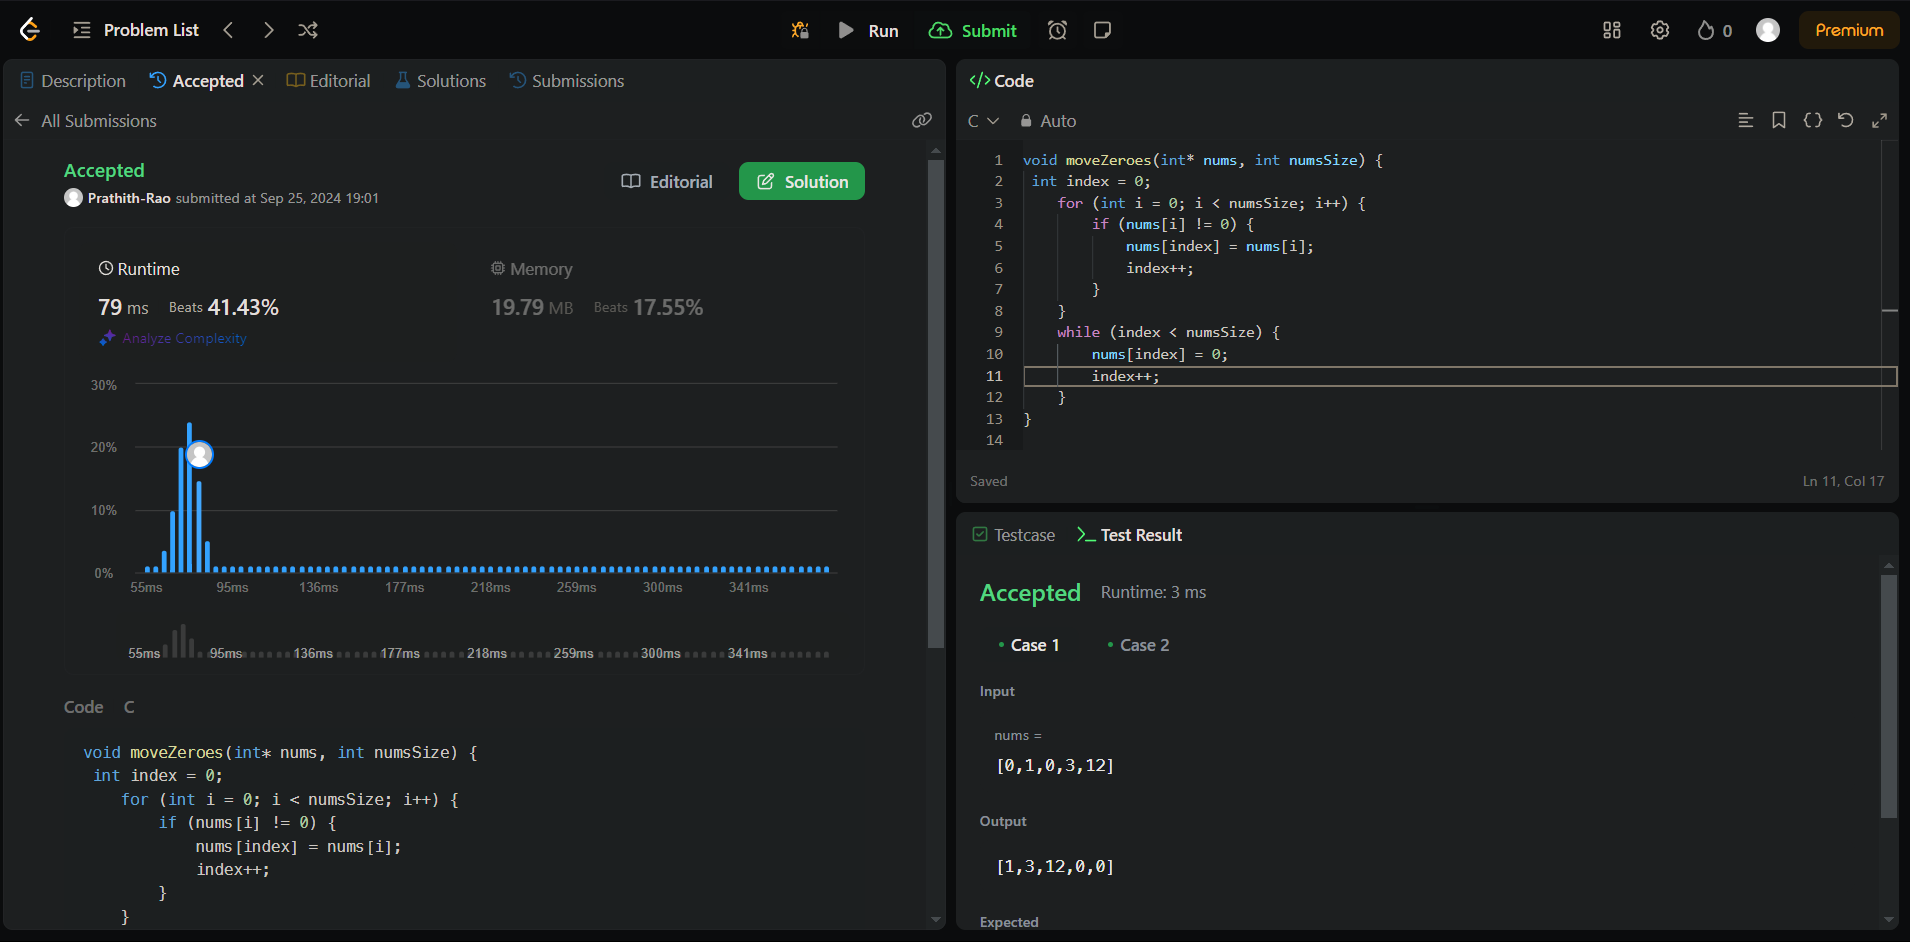 Problem List
Run
Submit
0
Premium
Description
Accepted
Editorial
Solutions
Submissions
All Submissions
Accepted
Prathith-Rao submitted at Sep 25, 2024 19:01
Editorial
Solution
Runtime
79 ms Beats 41.43%
Analyze Complexity
Memory
19.79 MB Beats 17.55%
30%
20%
10%
0%
55ms 95ms 136ms 177ms 218ms 259ms 300ms 341ms
55ms 95ms 136ms 177ms 218ms 259ms 300ms 341ms
Code C
void moveZeroes(int* nums, int numsSize) {
int index = 0;
for (int i = 0; i < numsSize; i++) {
if (nums[i] != 0) {
nums[index] = nums[i];
index++;
}
}
</> Code
C Auto
1 void moveZeroes(int* nums, int numsSize) {
2 int index = 0;
3 for (int i = 0; i < numsSize; i++) {
4 if (nums[i] != 0) {
5 nums[index] = nums[i];
6 index++;
7 }
8 }
9 while (index < numsSize) {
10 nums[index] = 0;
11 index++;
12 }
13 }
14
Saved
Ln 11, Col 17
Testcase
Test Result
Accepted Runtime: 3 ms
• Case 1
• Case 2
Input
nums =
[0,1,0,3,12]
Output
[1,3,12,0,0]
Expected